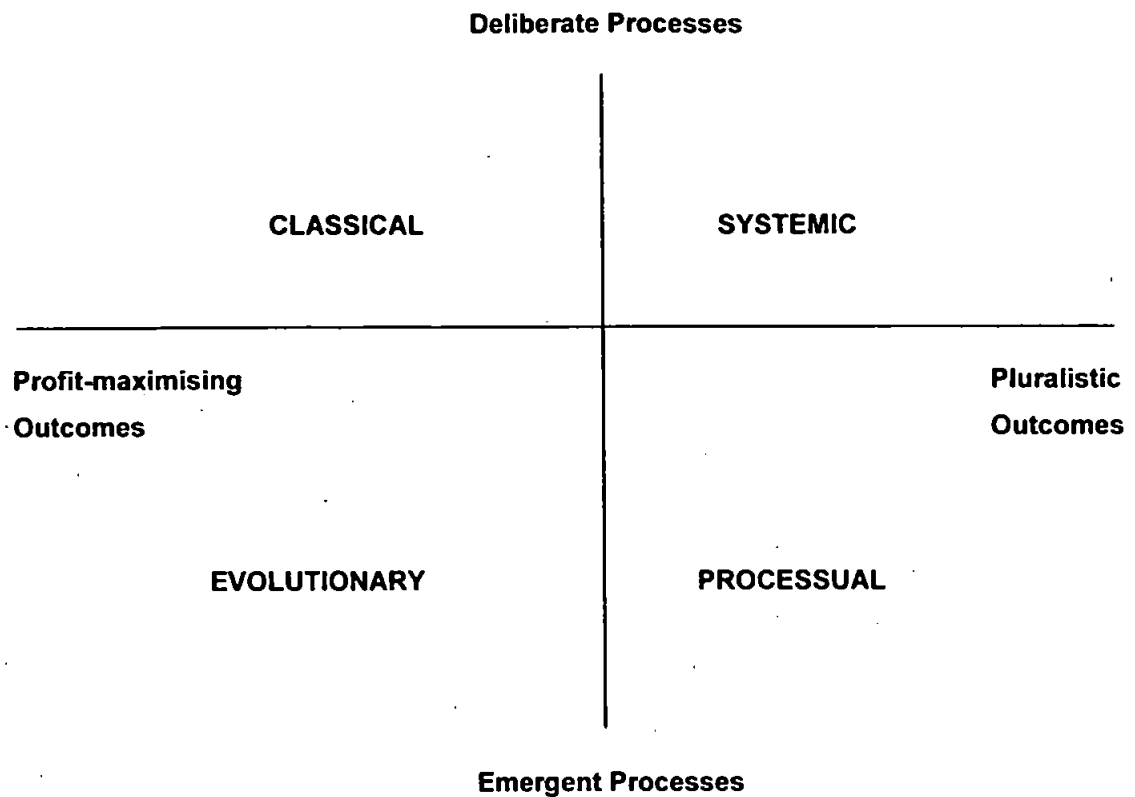 Deliberate Processes
CLASSICAL
SYSTEMIC
Profit-maximising
Outcomes
Pluralistic
Outcomes
EVOLUTIONARY
PROCESSUAL
Emergent Processes